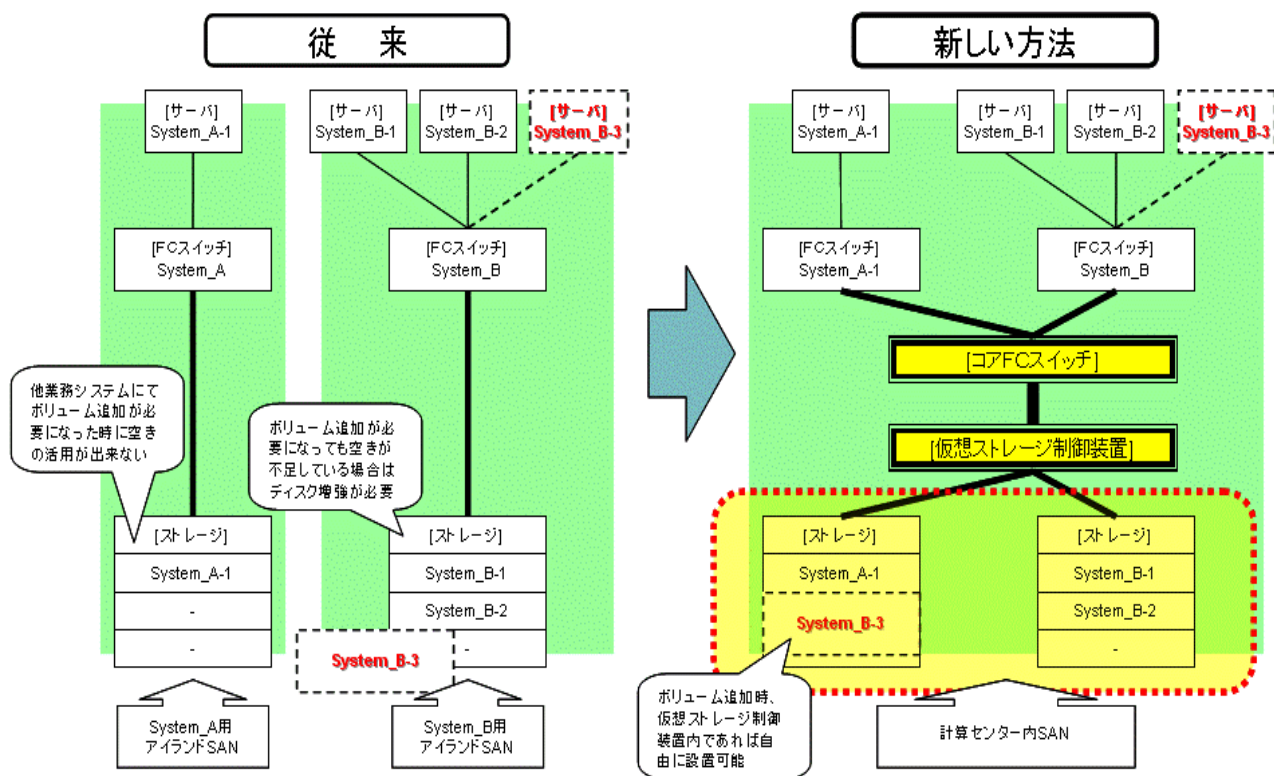 従 来
[サーバ]
System_A-1
[サーバ]
System_B-1
[サーバ]
System_B-2
[サーバ]
System_B-3
[FCスイッチ]
System_A
[FCスイッチ]
System_B
他業務システムにて
ボリューム追加が必
要になった時に空き
の活用が出来ない
ボリューム追加が必
要になっても空きが
不足している場合は
ディスク増強が必要
[ストレージ]
System_A-1
-
-
[ストレージ]
System_B-1
System_B-2
-
System_B-3
System_A用
アイランドSAN
System_B用
アイランドSAN
新しい方法
[サーバ]
System_A-1
[サーバ]
System_B-1
[サーバ]
System_B-2
[サーバ]
System_B-3
[FCスイッチ]
System_A-1
[FCスイッチ]
System_B
[コアFCスイッチ]
[仮想ストレージ制御装置]
[ストレージ]
System_A-1
System_B-3
[ストレージ]
System_B-1
System_B-2
-
ボリューム追加時、
仮想ストレージ制御
装置内であれば自
由に設置可能
計算センター内SAN